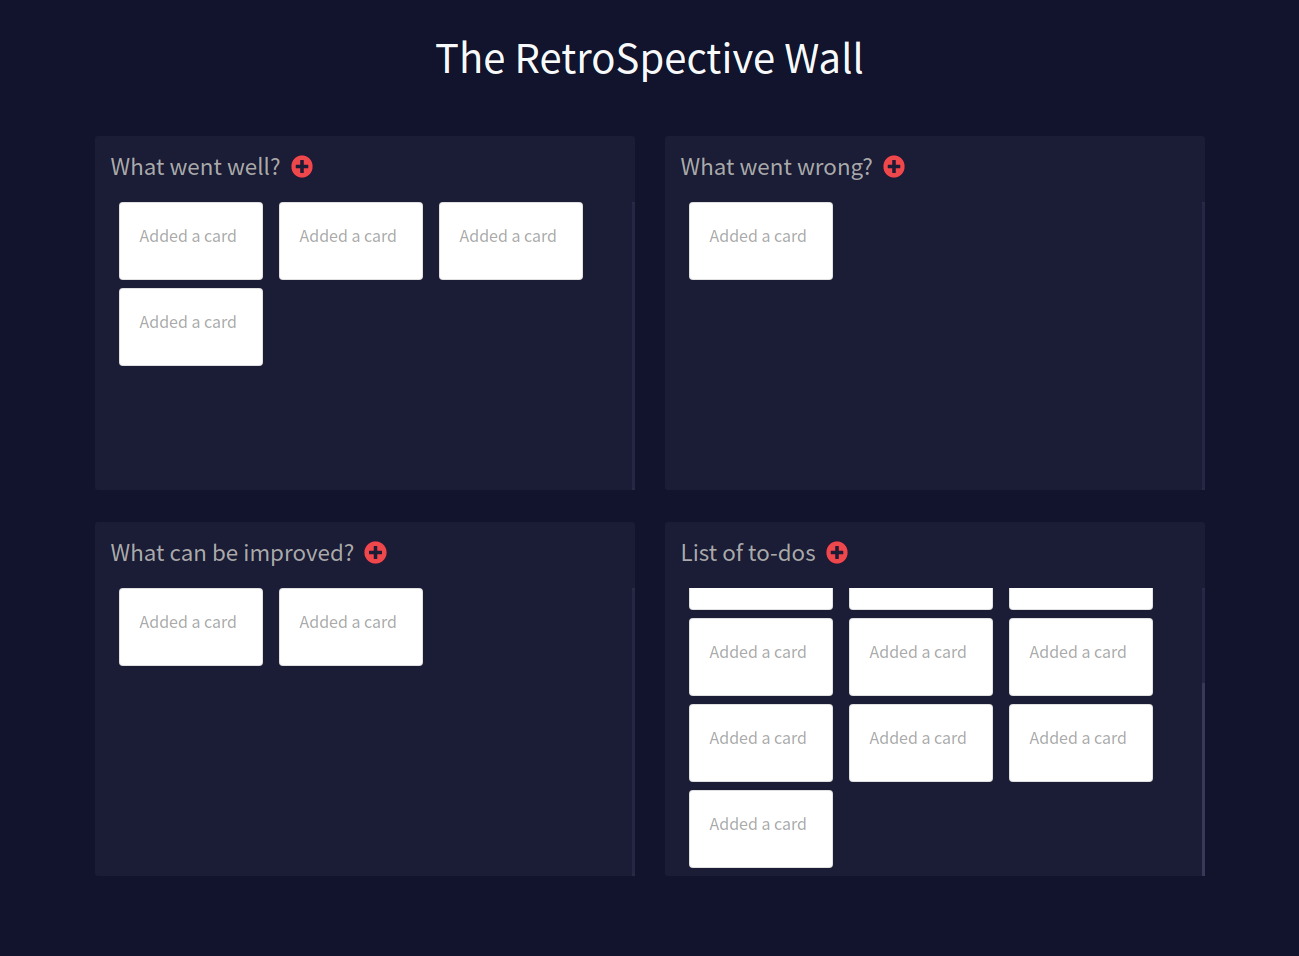 The RetroSpective Wall
What went well?
Added a card Added a card Added a card
Added a card
What went wrong?
Added a card
What can be improved?
Added a card Added a card
List of to-dos
Added a card Added a card Added a card
Added a card Added a card Added a card
Added a card